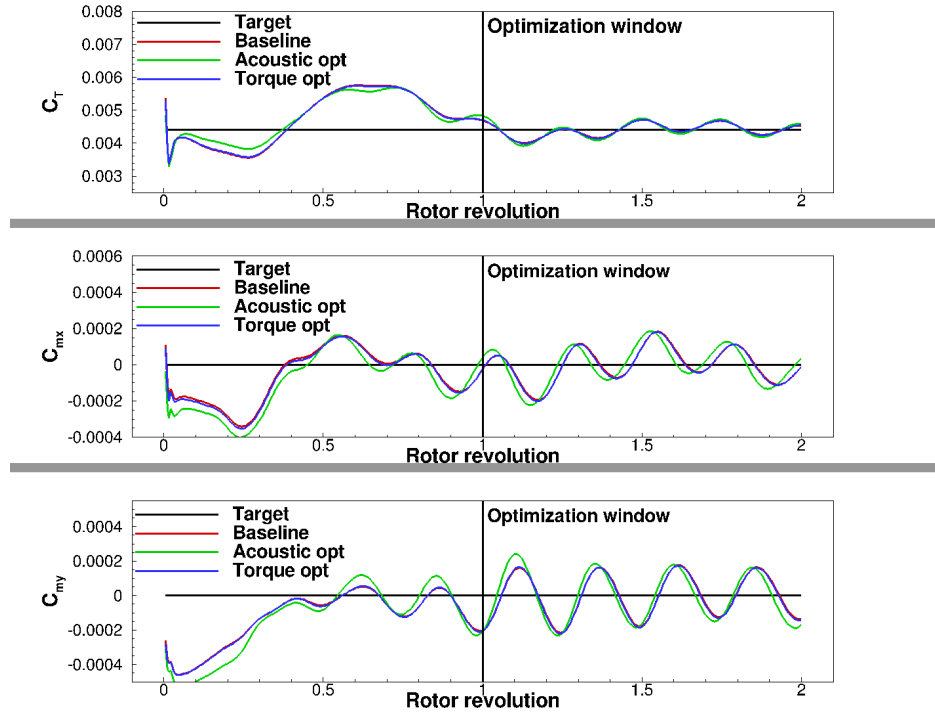 0.008
0.007
0.006
0.005
0.004
0.003
C_T
Target
Baseline
Acoustic opt
Torque opt
Optimization window
0 0.5 1 1.5 2
Rotor revolution
0.0006
0.0004
0.0002
0
-0.0002
-0.0004
C_mx
Target
Baseline
Acoustic opt
Torque opt
Optimization window
0 0.5 1 1.5 2
Rotor revolution
0.0004
0.0002
0
-0.0002
-0.0004
C_my
Target
Baseline
Acoustic opt
Torque opt
Optimization window
0 0.5 1 1.5 2
Rotor revolution